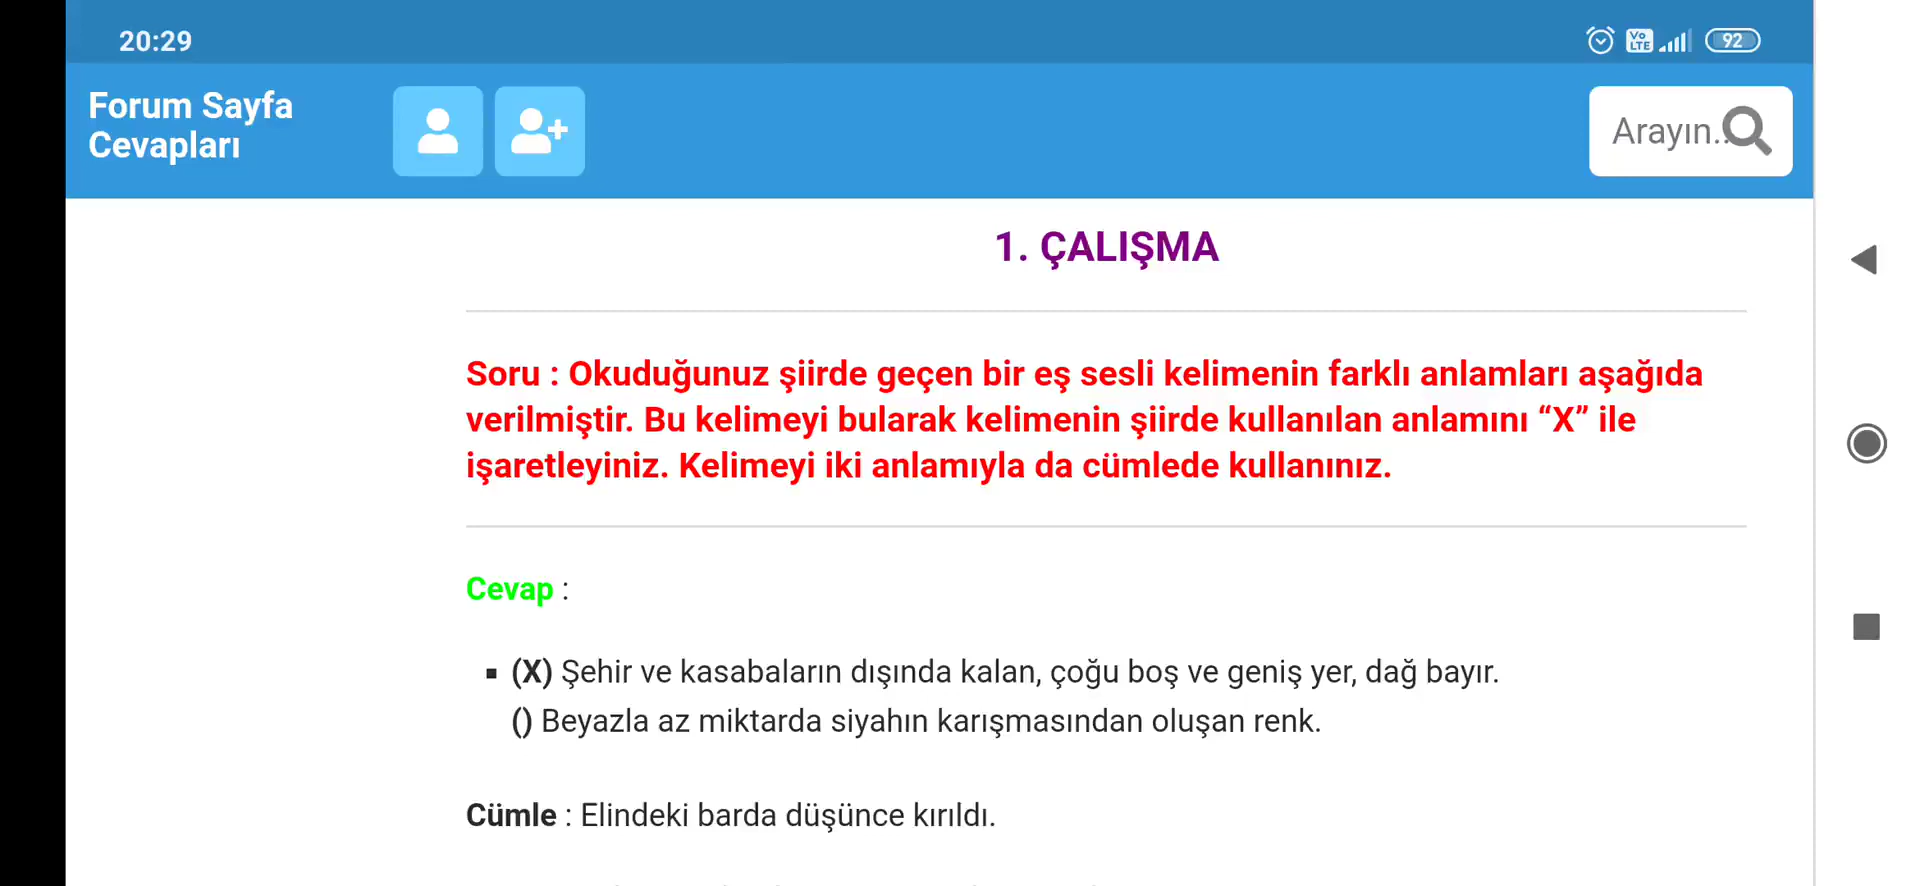 20:29
Vo LTE
92
Forum Sayfa
Cevapları
Arayın..
1. ÇALIŞMA
Soru : Okuduğunuz şiirde geçen bir eş sesli kelimenin farklı anlamları aşağıda
verilmiştir. Bu kelimeyi bularak kelimenin şiirde kullanılan anlamını “X” ile
işaretleyiniz. Kelimeyi iki anlamıyla da cümlede kullanınız.
Cevap :
▪ (X) Şehir ve kasabaların dışında kalan, çoğu boş ve geniş yer, dağ bayır.
() Beyazla az miktarda siyahın karışmasından oluşan renk.
Cümle : Elindeki barda düşünce kırıldı.